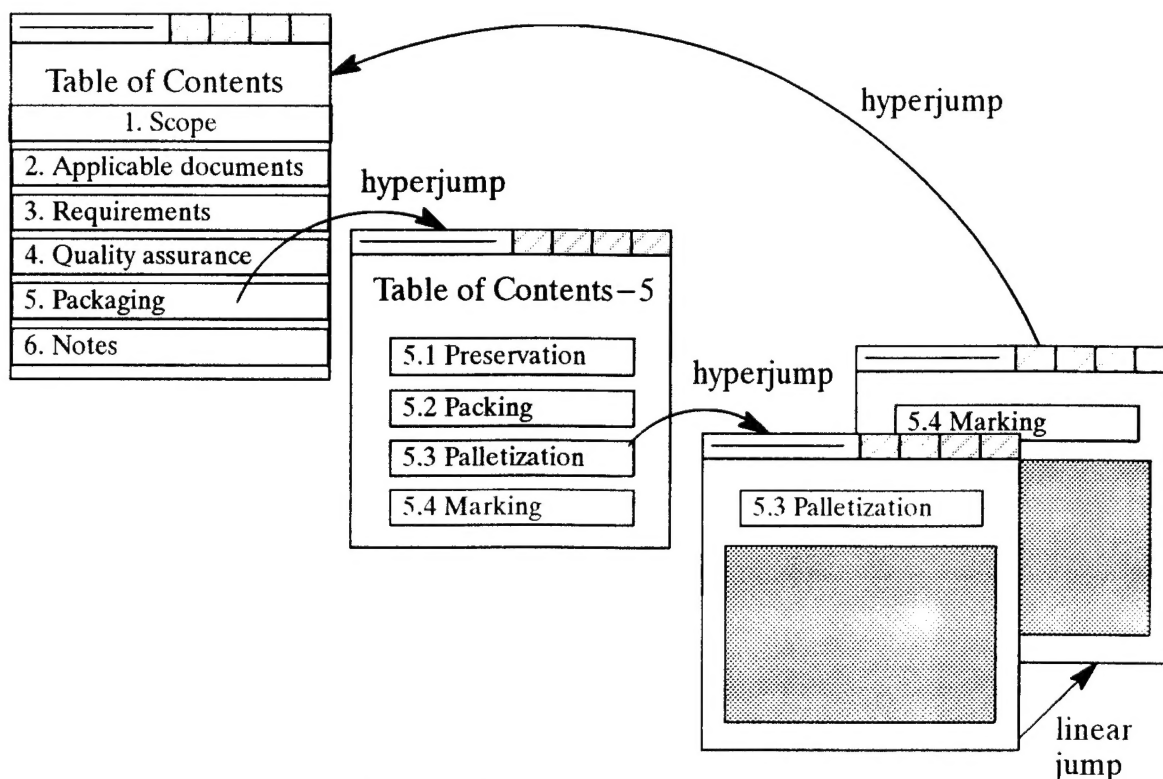 Table of Contents
1. Scope
2. Applicable documents
3. Requirements
4. Quality assurance
5. Packaging
6. Notes
hyperjump
hyperjump
Table of Contents–5
5.1 Preservation
5.2 Packing
5.3 Palletization
5.4 Marking
hyperjump
5.4 Marking
5.3 Palletization
linear
jump